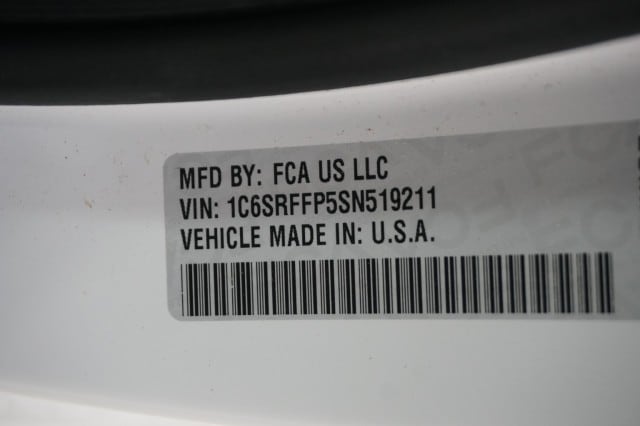 MFD BY: FCA US LLC
VIN: 1C6SRFFP5SN519211
VEHICLE MADE IN: U.S.A.